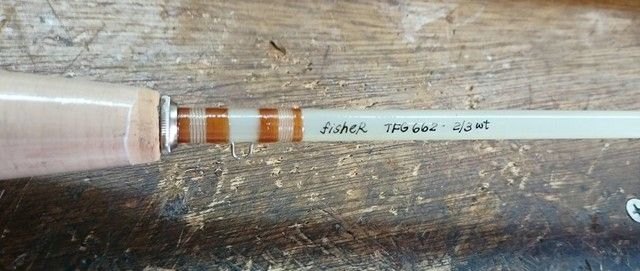 fisheR TFG 662 - 2/3 wt